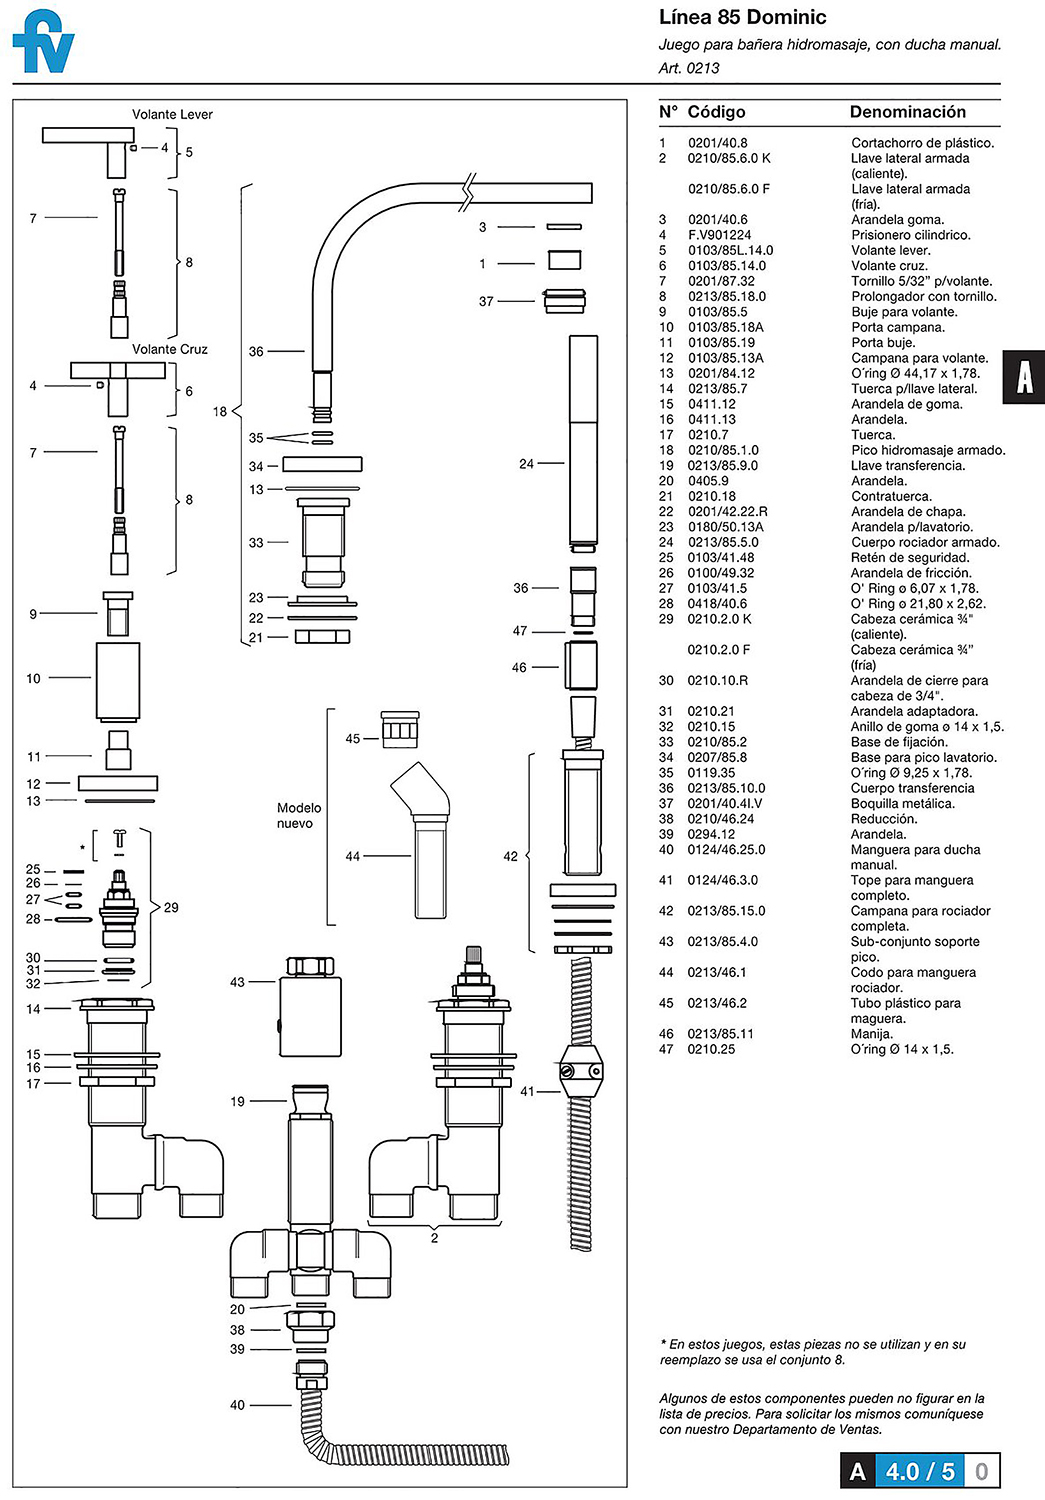 fv
Línea 85 Dominic
Juego para bañera hidromasaje, con ducha manual.
Art. 0213
Volante Lever
4
5
7
8
Volante Cruz
4
6
7
8
9
10
11
12
13
*
25
26
27
28
29
30
31
32
14
15
16
17
18
36
35
34
13
33
23
22
21
3
1
37
24
36
47
46
45
Modelo
nuevo
44
42
43
19
41
2
20
38
39
40
N° Código Denominación
1 0201/40.8 Cortachorro de plástico.
2 0210/85.6.0 K Llave lateral armada
(caliente).
0210/85.6.0 F Llave lateral armada
(fría).
3 0201/40.6 Arandela goma.
4 F.V901224 Prisionero cilindrico.
5 0103/85L.14.0 Volante lever.
6 0103/85.14.0 Volante cruz.
7 0201/87.32 Tornillo 5/32” p/volante.
8 0213/85.18.0 Prolongador con tornillo.
9 0103/85.5 Buje para volante.
10 0103/85.18A Porta campana.
11 0103/85.19 Porta buje.
12 0103/85.13A Campana para volante.
13 0201/84.12 O´ring Ø 44,17 x 1,78.
14 0213/85.7 Tuerca p/llave lateral.
15 0411.12 Arandela de goma.
16 0411.13 Arandela.
17 0210.7 Tuerca.
18 0210/85.1.0 Pico hidromasaje armado.
19 0213/85.9.0 Llave transferencia.
20 0405.9 Arandela.
21 0210.18 Contratuerca.
22 0201/42.22.R Arandela de chapa.
23 0180/50.13A Arandela p/lavatorio.
24 0213/85.5.0 Cuerpo rociador armado.
25 0103/41.48 Retén de seguridad.
26 0100/49.32 Arandela de fricción.
27 0103/41.5 O' Ring ø 6,07 x 1,78.
28 0418/40.6 O' Ring ø 21,80 x 2,62.
29 0210.2.0 K Cabeza cerámica ¾"
(caliente).
0210.2.0 F Cabeza cerámica ¾”
(fría)
30 0210.10.R Arandela de cierre para
cabeza de 3/4".
31 0210.21 Arandela adaptadora.
32 0210.15 Anillo de goma ø 14 x 1,5.
33 0210/85.2 Base de fijación.
34 0207/85.8 Base para pico lavatorio.
35 0119.35 O´ring Ø 9,25 x 1,78.
36 0213/85.10.0 Cuerpo transferencia
37 0201/40.4I.V Boquilla metálica.
38 0210/46.24 Reducción.
39 0294.12 Arandela.
40 0124/46.25.0 Manguera para ducha
manual.
41 0124/46.3.0 Tope para manguera
completo.
42 0213/85.15.0 Campana para rociador
completa.
43 0213/85.4.0 Sub-conjunto soporte
pico.
44 0213/46.1 Codo para manguera
rociador.
45 0213/46.2 Tubo plástico para
maguera.
46 0213/85.11 Manija.
47 0210.25 O´ring Ø 14 x 1,5.
A
* En estos juegos, estas piezas no se utilizan y en su
reemplazo se usa el conjunto 8.
Algunos de estos componentes pueden no figurar en la
lista de precios. Para solicitar los mismos comuníquese
con nuestro Departamento de Ventas.
A 4.0 / 5 0